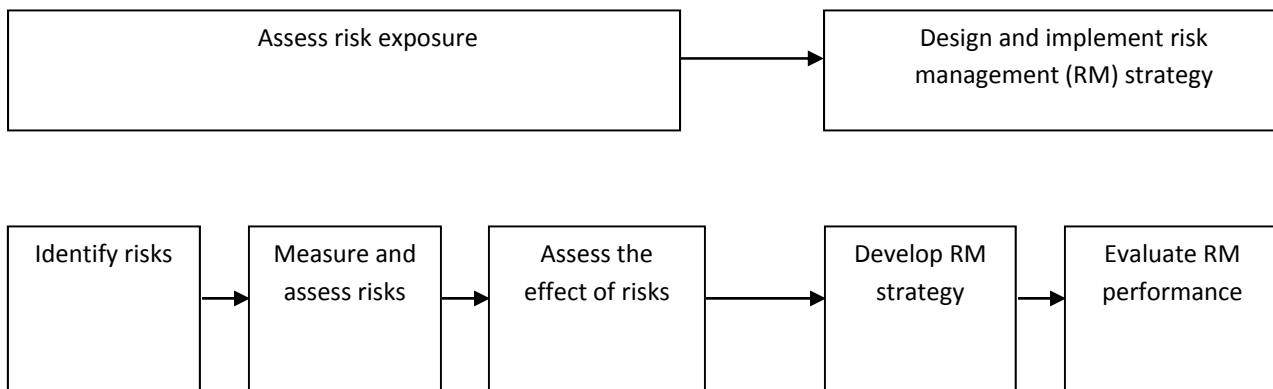 Assess risk exposure
Design and implement risk
management (RM) strategy
Identify risks
Measure and
assess risks
Assess the
effect of risks
Develop RM
strategy
Evaluate RM
performance